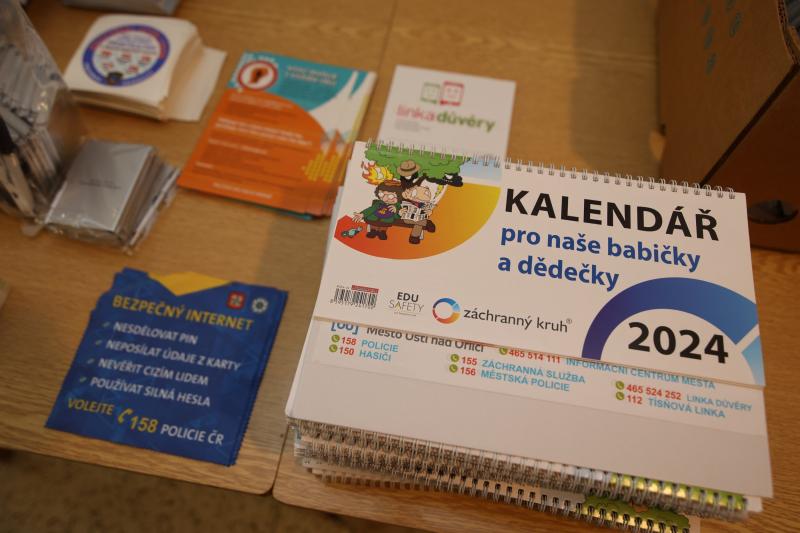 linkadůvěry
KALENDÁŘ
pro naše babičky
a dědečky
EDU
SAFETY
záchranný kruh®
2024
Město Ústí nad Orlicí
158 POLICIE
150 HASIČI
155 ZÁCHRANNÁ SLUŽBA
156 MĚSTSKÁ POLICIE
465 514 111 INFORMAČNÍ CENTRUM MĚSTA
465 524 252 LINKA DŮVĚRY
112 TÍSŇOVÁ LINKA
BEZPEČNÝ INTERNET
NESDĚLOVAT PIN
NEPOSÍLAT ÚDAJE Z KARTY
NEVĚŘIT CIZÍM LIDEM
POUŽÍVAT SILNÁ HESLA
VOLEJTE 158 POLICIE ČR